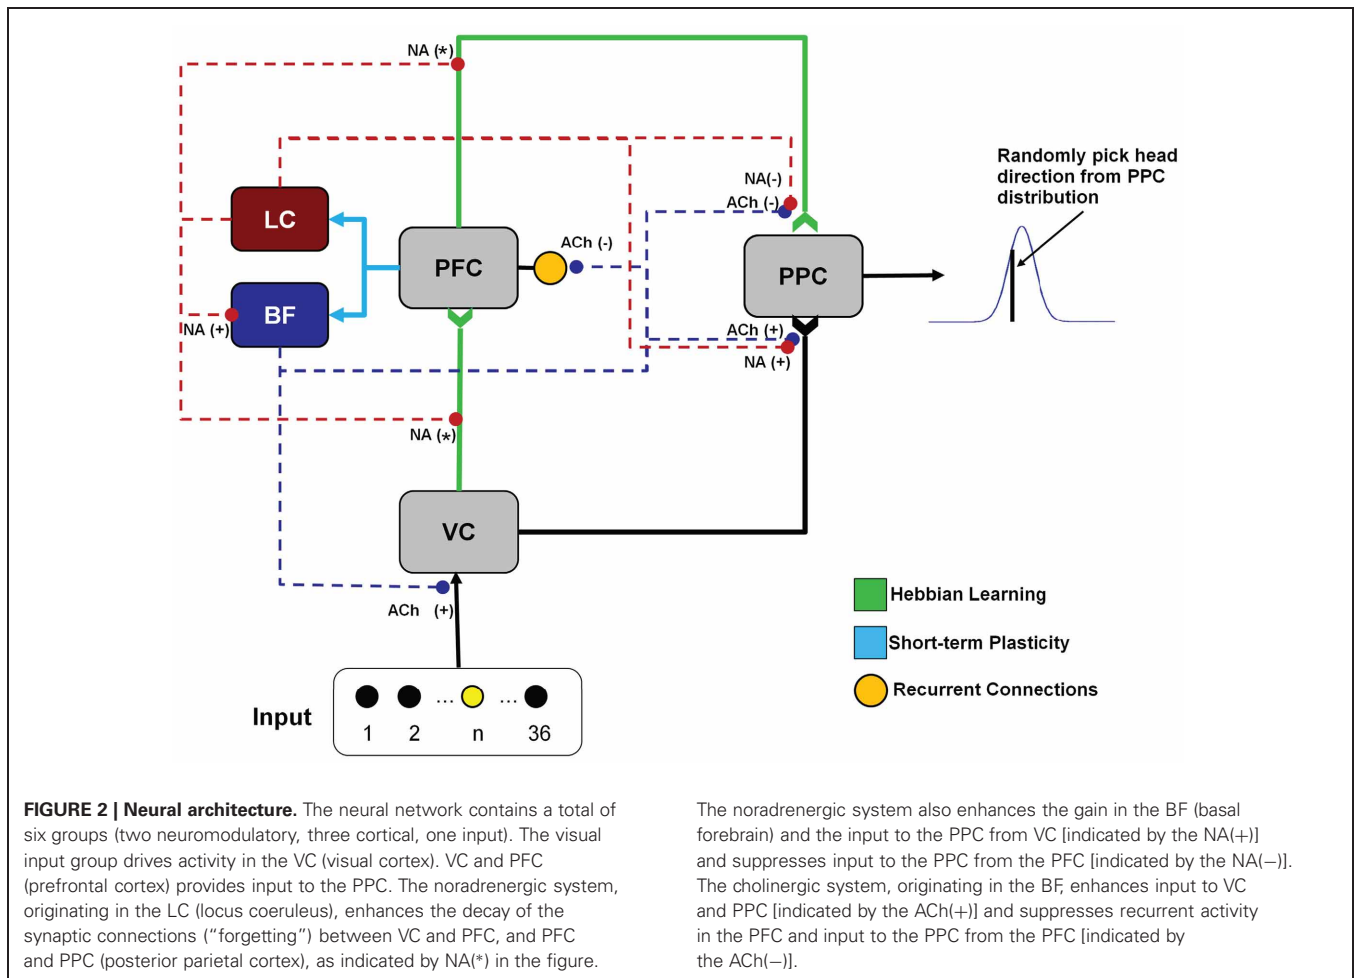 NA (*)
Randomly pick head
direction from PPC
distribution
NA(-)
ACh (-)
LC
ACh (-)
PFC
PPC
BF
NA (+)
ACh (+)
NA (+)
NA (*)
VC
ACh (+)
Hebbian Learning
Short-term Plasticity
Recurrent Connections
Input
... ...
1 2 n 36
FIGURE 2 | Neural architecture. The neural network contains a total of
six groups (two neuromodulatory, three cortical, one input). The visual
input group drives activity in the VC (visual cortex). VC and PFC
(prefrontal cortex) provides input to the PPC. The noradrenergic system,
originating in the LC (locus coeruleus), enhances the decay of the
synaptic connections (“forgetting”) between VC and PFC, and PFC
and PPC (posterior parietal cortex), as indicated by NA(*) in the figure.
The noradrenergic system also enhances the gain in the BF (basal
forebrain) and the input to the PPC from VC [indicated by the NA(+)]
and suppresses input to the PPC from the PFC [indicated by the NA(−)].
The cholinergic system, originating in the BF, enhances input to VC
and PPC [indicated by the ACh(+)] and suppresses recurrent activity
in the PFC and input to the PPC from the PFC [indicated by
the ACh(−)].